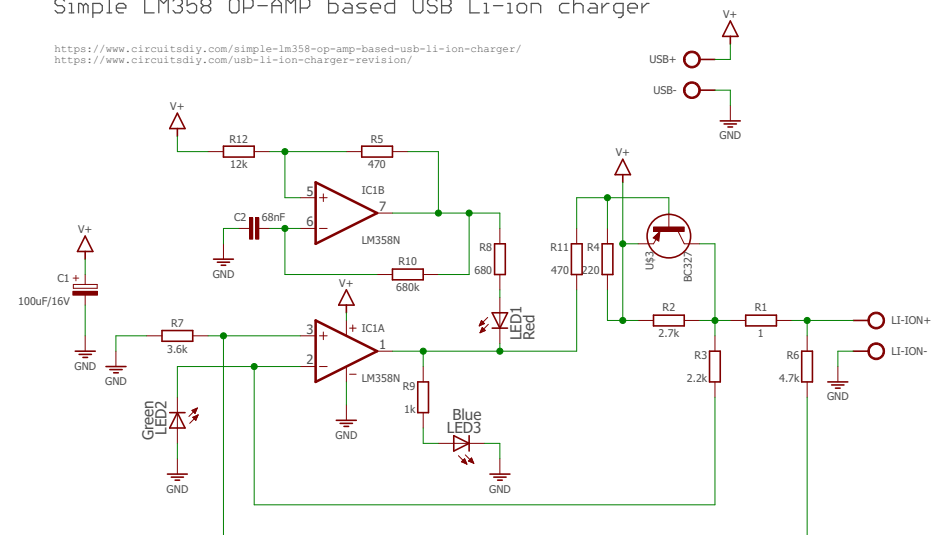 Simple LM358 OP-AMP based USB Li-ion charger
https://www.circuitsdiy.com/simple-lm358-op-amp-based-usb-li-ion-charger/
https://www.circuitsdiy.com/usb-li-ion-charger-revision/
V+
USB+
USB-
GND
V+
R12
12k
R5
470
5
+
6
−
7
IC1B
LM358N
C2
68nF
GND
R10
680k
R8
680
LED1
Red
V+
R11
470
R4
220
U$3
BC327
V+
C1
+
100uF/16V
GND
R7
3.6k
GND
V+
3
+
2
−
+
−
1
IC1A
LM358N
GND
R9
1k
Blue
LED3
GND
Green
LED2
GND
R2
2.7k
R1
1
R3
2.2k
R6
4.7k
LI-ION+
LI-ION-
GND